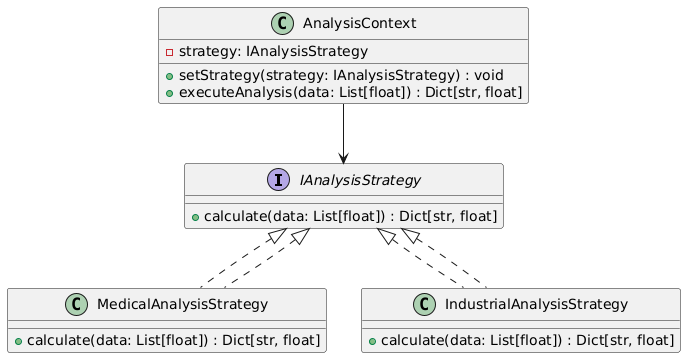 C AnalysisContext
strategy: IAnalysisStrategy
setStrategy(strategy: IAnalysisStrategy) : void
executeAnalysis(data: List[float]) : Dict[str, float]
I IAnalysisStrategy
calculate(data: List[float]) : Dict[str, float]
C MedicalAnalysisStrategy
calculate(data: List[float]) : Dict[str, float]
C IndustrialAnalysisStrategy
calculate(data: List[float]) : Dict[str, float]